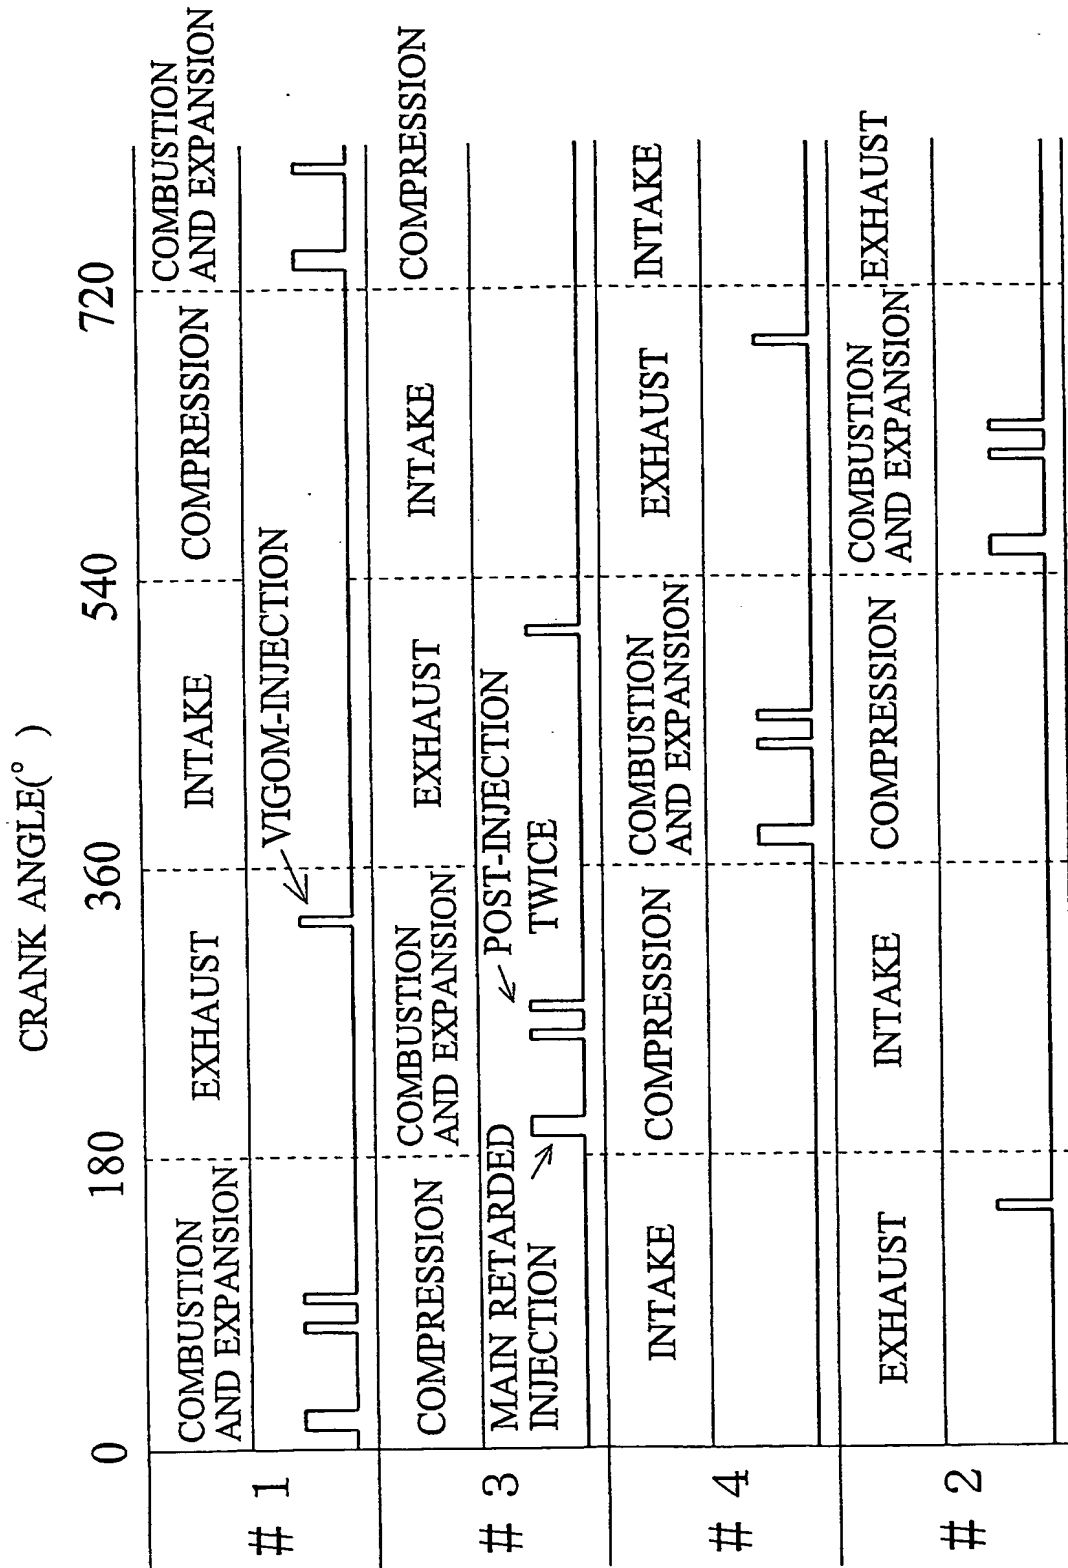 CRANK ANGLE(°)
0
180
360
540
720
# 1
COMBUSTION
AND EXPANSION
EXHAUST
INTAKE
COMPRESSION
COMBUSTION
AND EXPANSION
VIGOM-INJECTION
# 3
COMPRESSION
COMBUSTION
AND EXPANSION
EXHAUST
INTAKE
COMPRESSION
MAIN RETARDED
INJECTION
POST-INJECTION
TWICE
# 4
INTAKE
COMPRESSION
COMBUSTION
AND EXPANSION
EXHAUST
INTAKE
# 2
EXHAUST
INTAKE
COMPRESSION
COMBUSTION
AND EXPANSION
EXHAUST